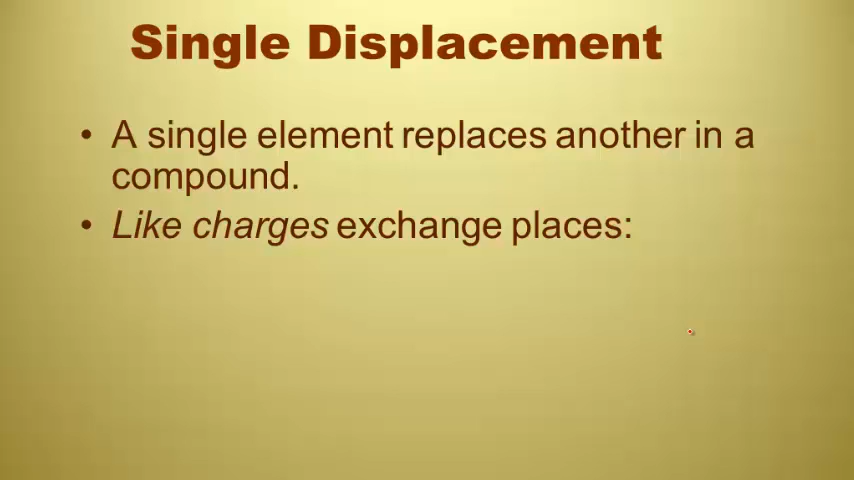 Single Displacement
• A single element replaces another in a
compound.
• Like charges exchange places: